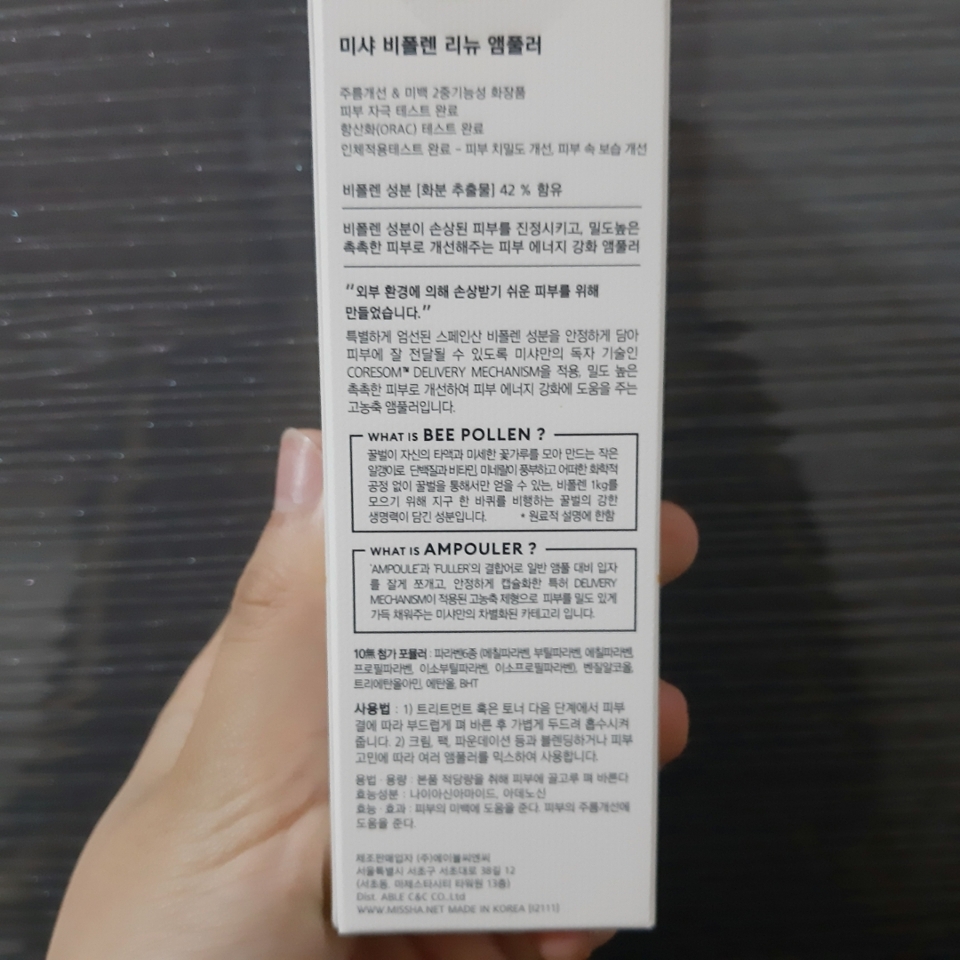 미샤 비폴렌 리뉴 앰풀러
주름개선 & 미백 2중기능성 화장품
피부 자극 테스트 완료
항산화(ORAC) 테스트 완료
인체적용테스트 완료 - 피부 치밀도 개선, 피부 속 보습 개선
비폴렌 성분 [화분 추출물] 42 % 함유
비폴렌 성분이 손상된 피부를 진정시키고, 밀도높은
촉촉한 피부로 개선해주는 피부 에너지 강화 앰풀러
"외부 환경에 의해 손상받기 쉬운 피부를 위해
만들었습니다."
특별하게 엄선된 스페인산 비폴렌 성분을 안정하게 담아
피부에 잘 전달될 수 있도록 미샤만의 독자 기술인
CORESOM™ DELIVERY MECHANISM을 적용, 밀도 높은
촉촉한 피부로 개선하여 피부 에너지 강화에 도움을 주는
고농축 앰풀러입니다.
WHAT IS BEE POLLEN ?
꿀벌이 자신의 타액과 미세한 꽃가루를 모아 만드는 작은
알갱이로 단백질과 비타민, 미네랄이 풍부하고 어떠한 화학적
공정 없이 꿀벌을 통해서만 얻을 수 있는, 비폴렌 1kg를
모으기 위해 지구 한 바퀴를 비행하는 꿀벌의 강한
생명력이 담긴 성분입니다. * 원료적 설명에 한함
WHAT IS AMPOULER ?
'AMPOULE'과 'FULLER'의 결합어로 일반 앰풀 대비 입자
를 잘게 쪼개고, 안정하게 캡슐화한 특허 DELIVERY
MECHANISM이 적용된 고농축 제형으로 피부를 밀도 있게
가득 채워주는 미샤만의 차별화된 카테고리 입니다.
10無 첨가 포뮬러 : 파라벤6종 (메칠파라벤, 부틸파라벤, 에칠파라벤,
프로필파라벤, 이소부틸파라벤, 이소프로필파라벤), 벤질알코올,
트리에탄올아민, 에탄올, BHT
사용법 : 1) 트리트먼트 혹은 토너 다음 단계에서 피부
결에 따라 부드럽게 펴 바른 후 가볍게 두드려 흡수시켜
줍니다. 2) 크림, 팩, 파운데이션 등과 블렌딩하거나 피부
고민에 따라 여러 앰풀러를 믹스하여 사용합니다.
용법 · 용량 : 본품 적당량을 취해 피부에 골고루 펴 바른다
효능성분 : 나이아신아마이드, 아데노신
효능 · 효과 : 피부의 미백에 도움을 준다. 피부의 주름개선에
도움을 준다.
제조판매업자 (주)에이블씨엔씨
서울특별시 서초구 서초대로 38길 12
(서초동, 마제스타시티 타워원 13층)
Dist. ABLE C&C CO.,Ltd
WWW.MISSHA.NET MADE IN KOREA [I2111]